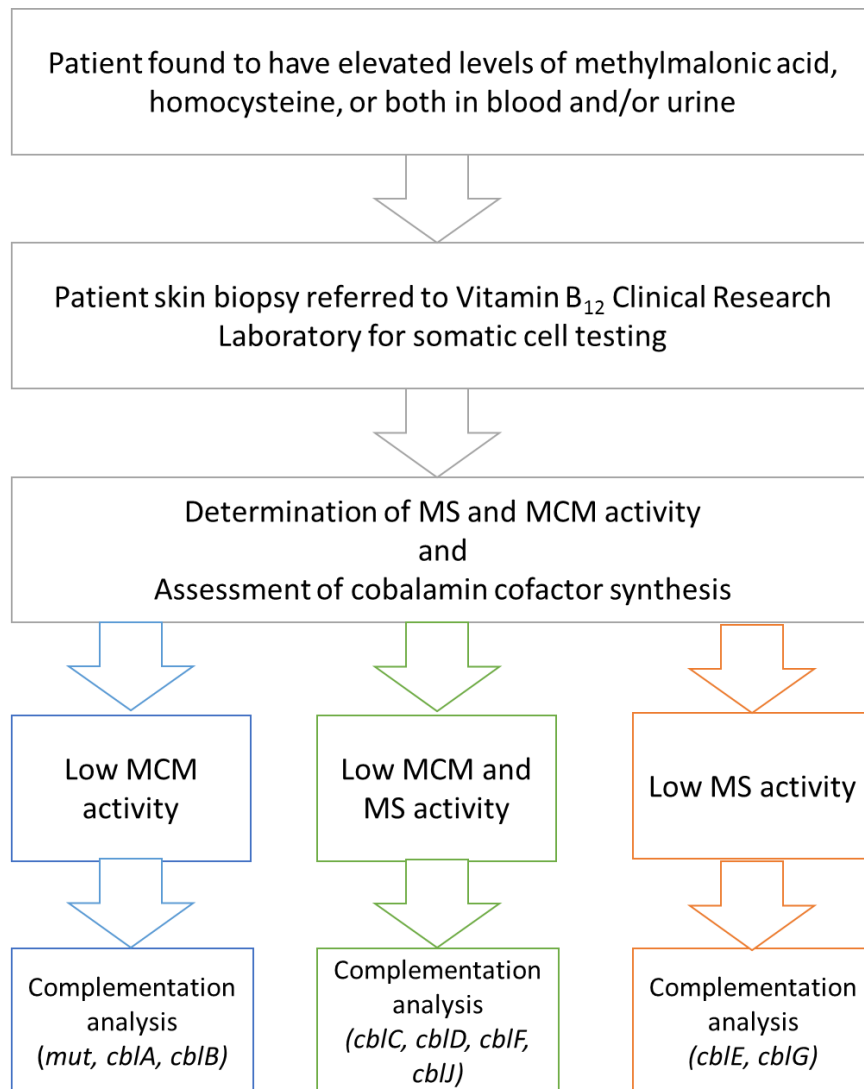 Patient found to have elevated levels of methylmalonic acid,
homocysteine, or both in blood and/or urine
Patient skin biopsy referred to Vitamin B₁₂ Clinical Research
Laboratory for somatic cell testing
Determination of MS and MCM activity
and
Assessment of cobalamin cofactor synthesis
Low MCM
activity
Low MCM and
MS activity
Low MS activity
Complementation
analysis
(mut, cblA, cblB)
Complementation
analysis
(cblC, cblD, cblF,
cblJ)
Complementation
analysis
(cblE, cblG)